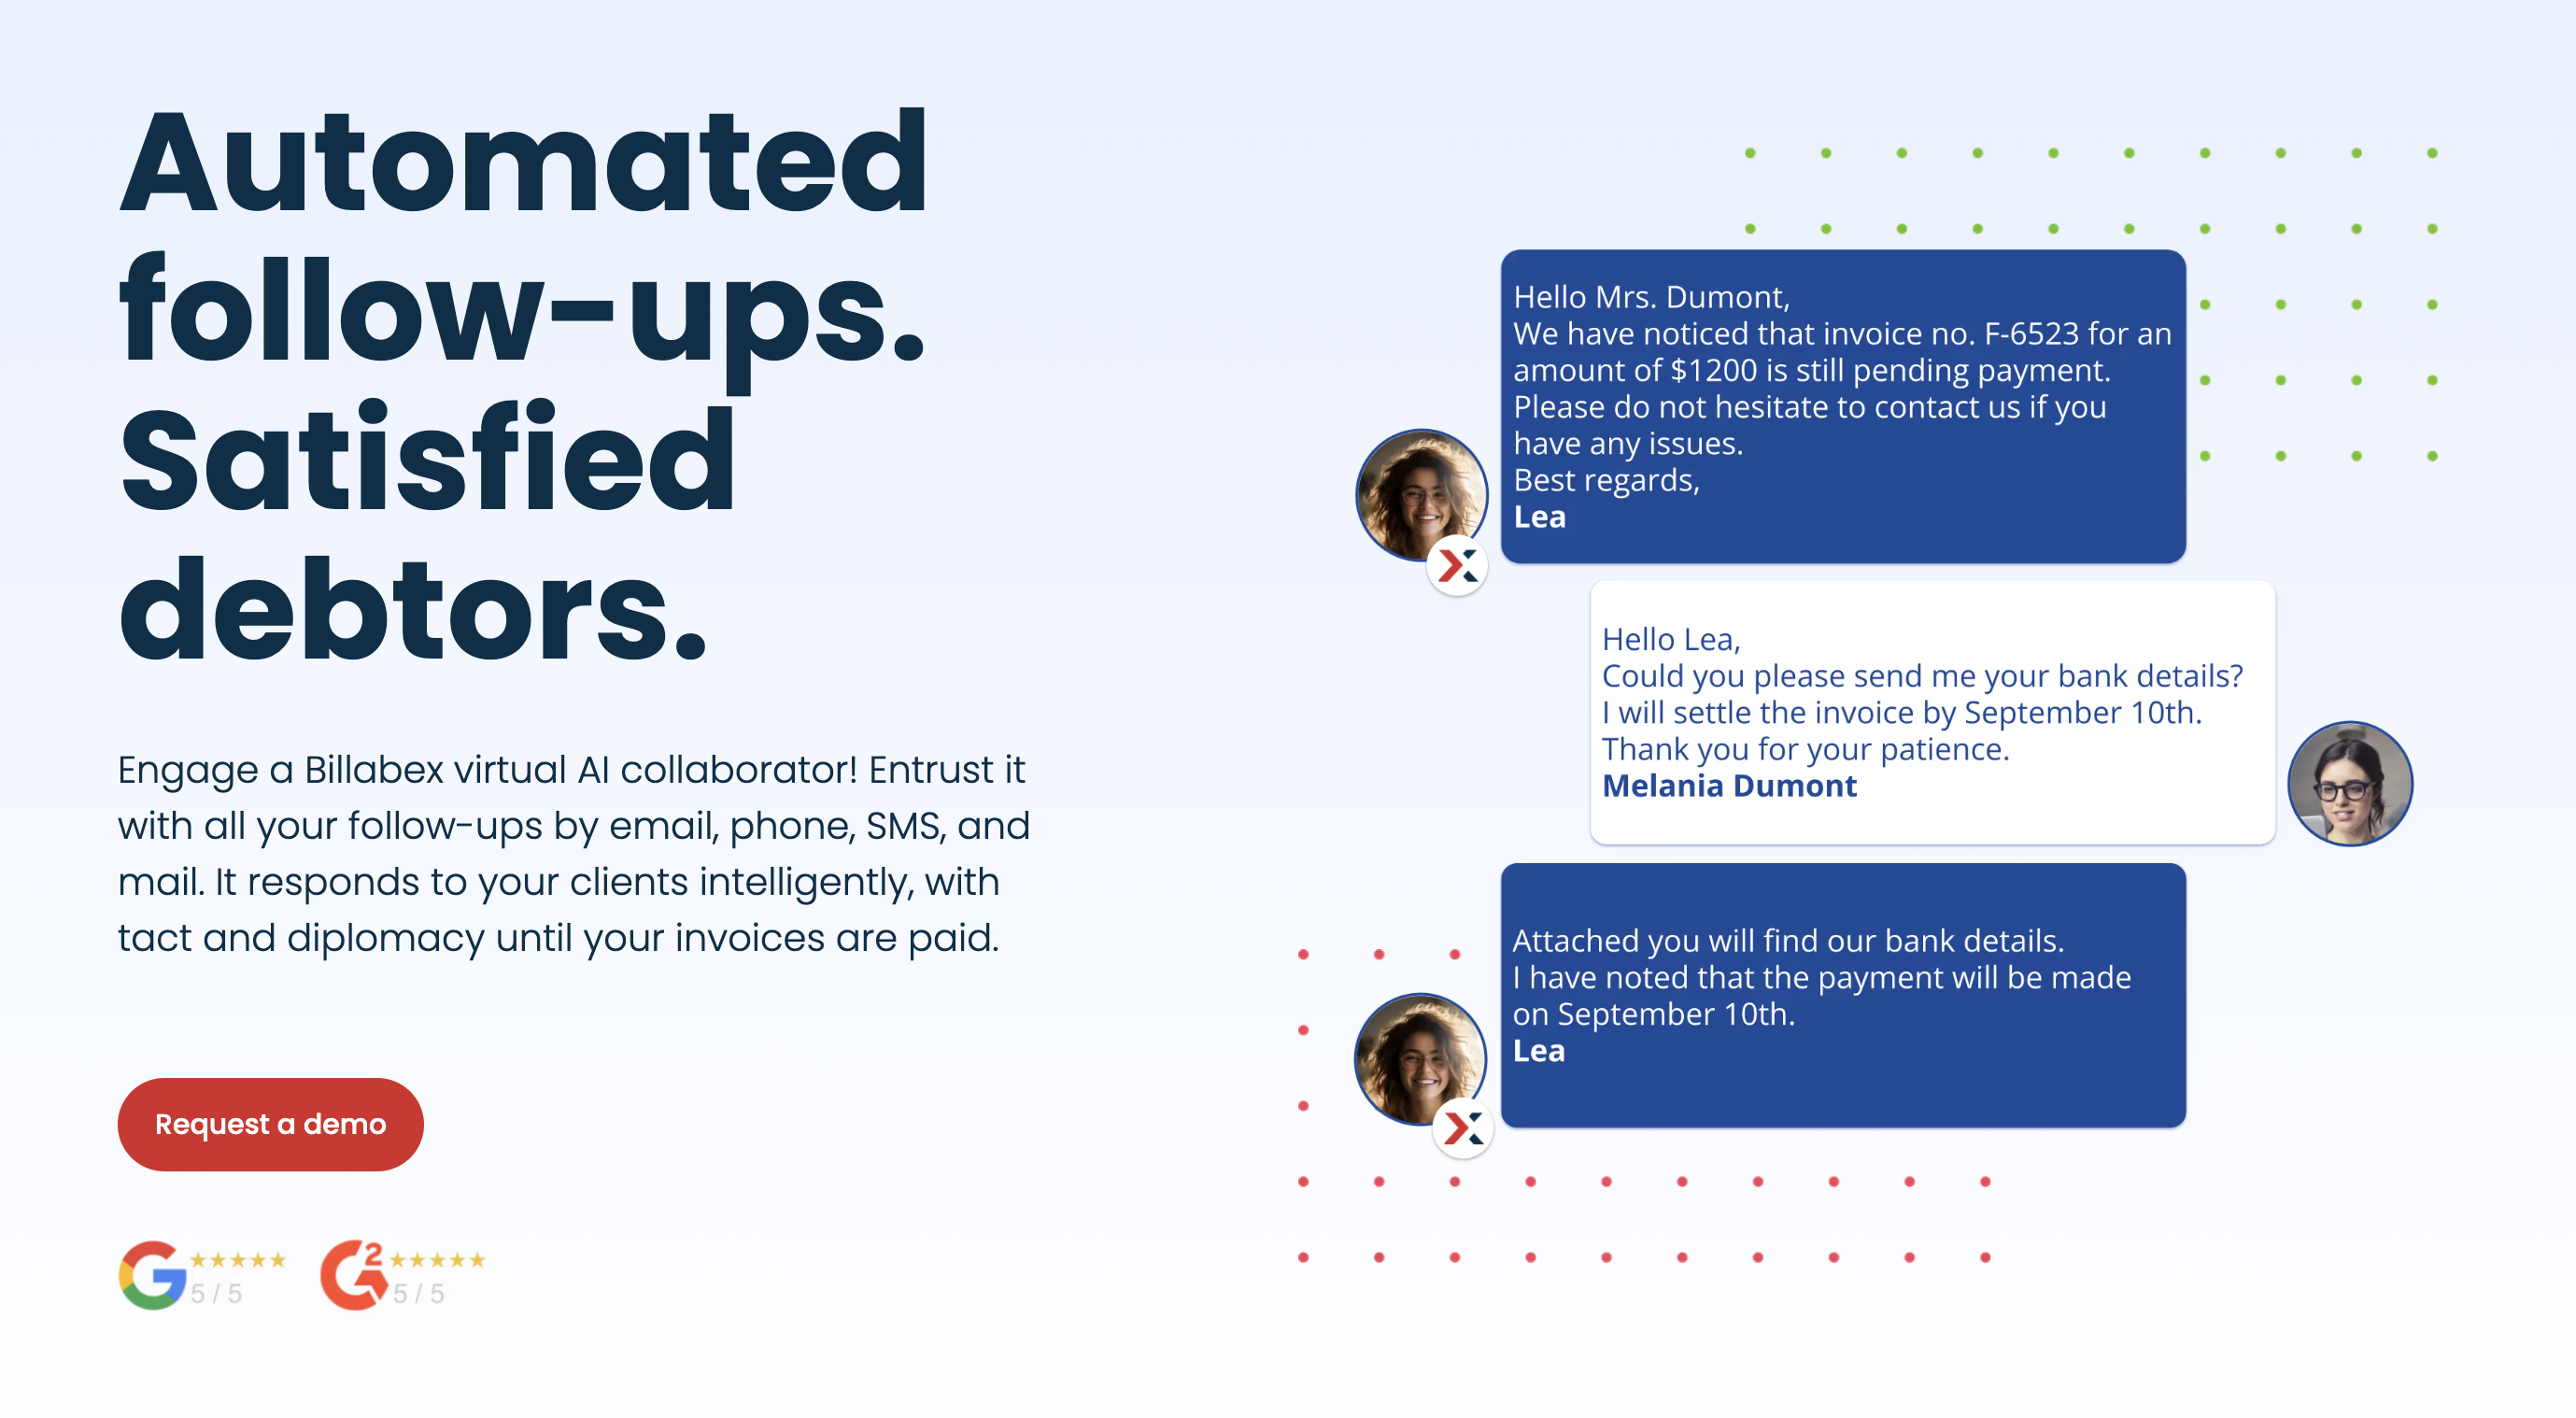 Automated
follow-ups.
Satisfied
debtors.
Engage a Billabex virtual AI collaborator! Entrust it
with all your follow-ups by email, phone, SMS, and
mail. It responds to your clients intelligently, with
tact and diplomacy until your invoices are paid.
Request a demo
5 / 5
G2
5 / 5
Hello Mrs. Dumont,
We have noticed that invoice no. F-6523 for an
amount of $1200 is still pending payment.
Please do not hesitate to contact us if you
have any issues.
Best regards,
Lea
Hello Lea,
Could you please send me your bank details?
I will settle the invoice by September 10th.
Thank you for your patience.
Melania Dumont
Attached you will find our bank details.
I have noted that the payment will be made
on September 10th.
Lea